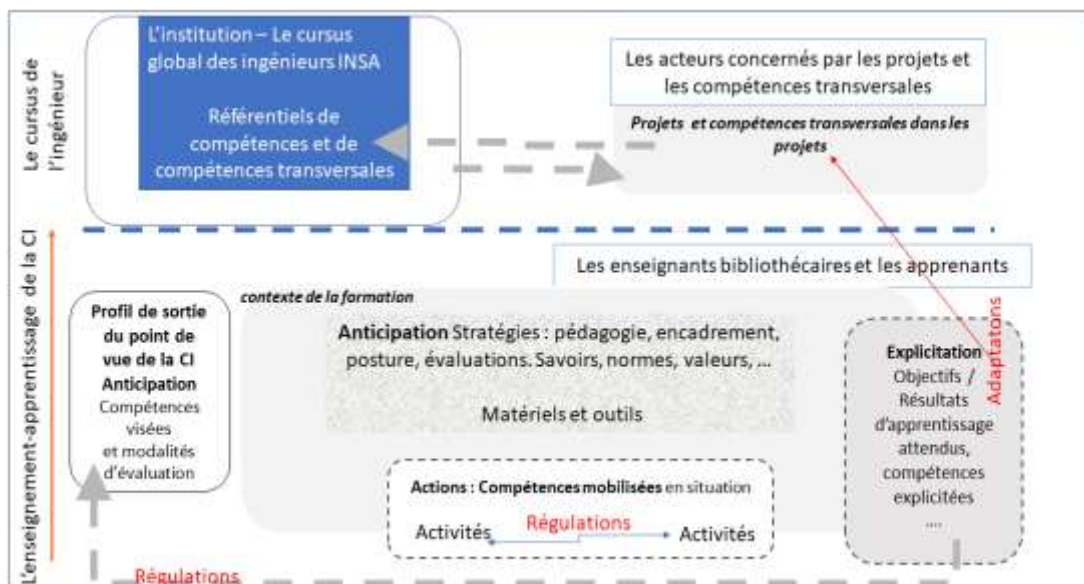 Le cursus de
l'ingénieur
L'institution – Le cursus
global des ingénieurs INSA
Référentiels de
compétences et de
compétences transversales
Les acteurs concernés par les projets et
les compétences transversales
Projets et compétences transversales dans les
projets
L'enseignement-apprentissage de la CI
Les enseignants bibliothécaires et les apprenants
contexte de la formation
Profil de sortie
du point de
vue de la CI
Anticipation
Compétences
visées
et modalités
d'évaluation
Anticipation Stratégies : pédagogie, encadrement,
posture, évaluations. Savoirs, normes, valeurs, ...
Matériels et outils
Actions : Compétences mobilisées en situation
Activités
Régulations
Activités
Explicitation
Objectifs /
Résultats
d'apprentissage
attendus,
compétences
explicitées
....
Adaptatons
Régulations